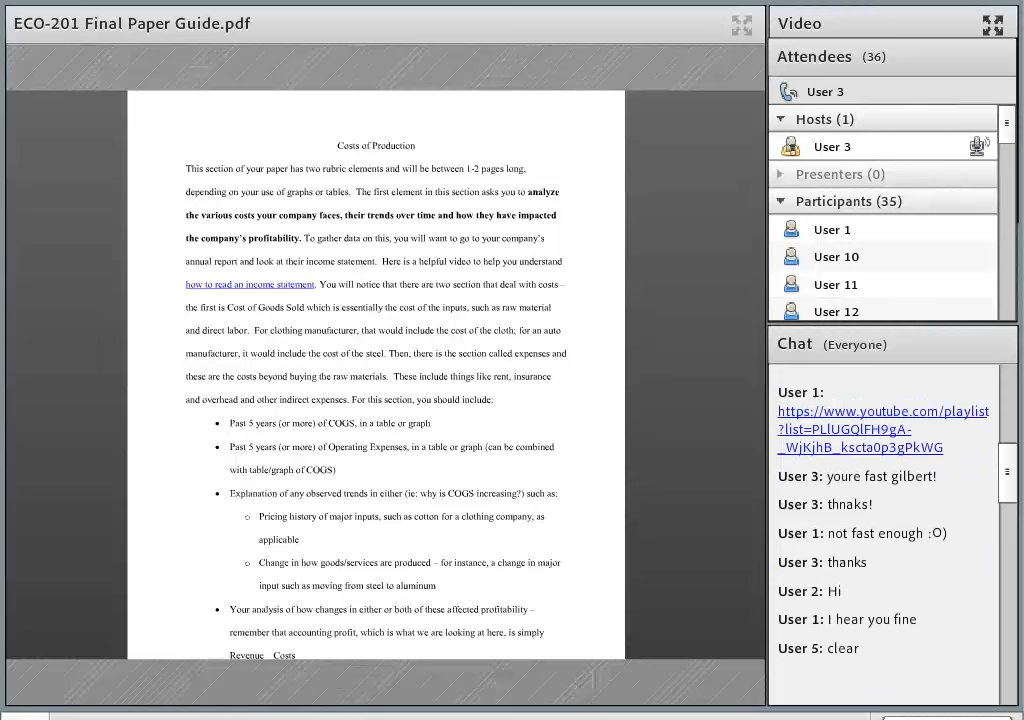 ECO-201 Final Paper Guide.pdf
Costs of Production
This section of your paper has two rubric elements and will be between 1-2 pages long,
depending on your use of graphs or tables. The first element in this section asks you to analyze
the various costs your company faces, their trends over time and how they have impacted
the company's profitability. To gather data on this, you will want to go to your company's
annual report and look at their income statement. Here is a helpful video to help you understand
how to read an income statement. You will notice that there are two section that deal with costs –
the first is Cost of Goods Sold which is essentially the cost of the inputs, such as raw material
and direct labor. For clothing manufacturer, that would include the cost of the cloth; for an auto
manufacturer, it would include the cost of the steel. Then, there is the section called expenses and
these are the costs beyond buying the raw materials. These include things like rent, insurance
and overhead and other indirect expenses. For this section, you should include:
• Past 5 years (or more) of COGS, in a table or graph
• Past 5 years (or more) of Operating Expenses, in a table or graph (can be combined
with table/graph of COGS)
• Explanation of any observed trends in either (ie: why is COGS increasing?) such as:
o Pricing history of major inputs, such as cotton for a clothing company, as
applicable
o Change in how goods/services are produced – for instance, a change in major
input such as moving from steel to aluminum
• Your analysis of how changes in either or both of these affected profitability –
remember that accounting profit, which is what we are looking at here, is simply
Revenue Costs
Video
Attendees (36)
User 3
Hosts (1)
User 3
Presenters (0)
Participants (35)
User 1
User 10
User 11
User 12
Chat (Everyone)
User 1:
https://www.youtube.com/playlist
?list=PLlUGQlFH9gA-
_WjKjhB_kscta0p3gPkWG
User 3: youre fast gilbert!
User 3: thnaks!
User 1: not fast enough :O)
User 3: thanks
User 2: Hi
User 1: I hear you fine
User 5: clear